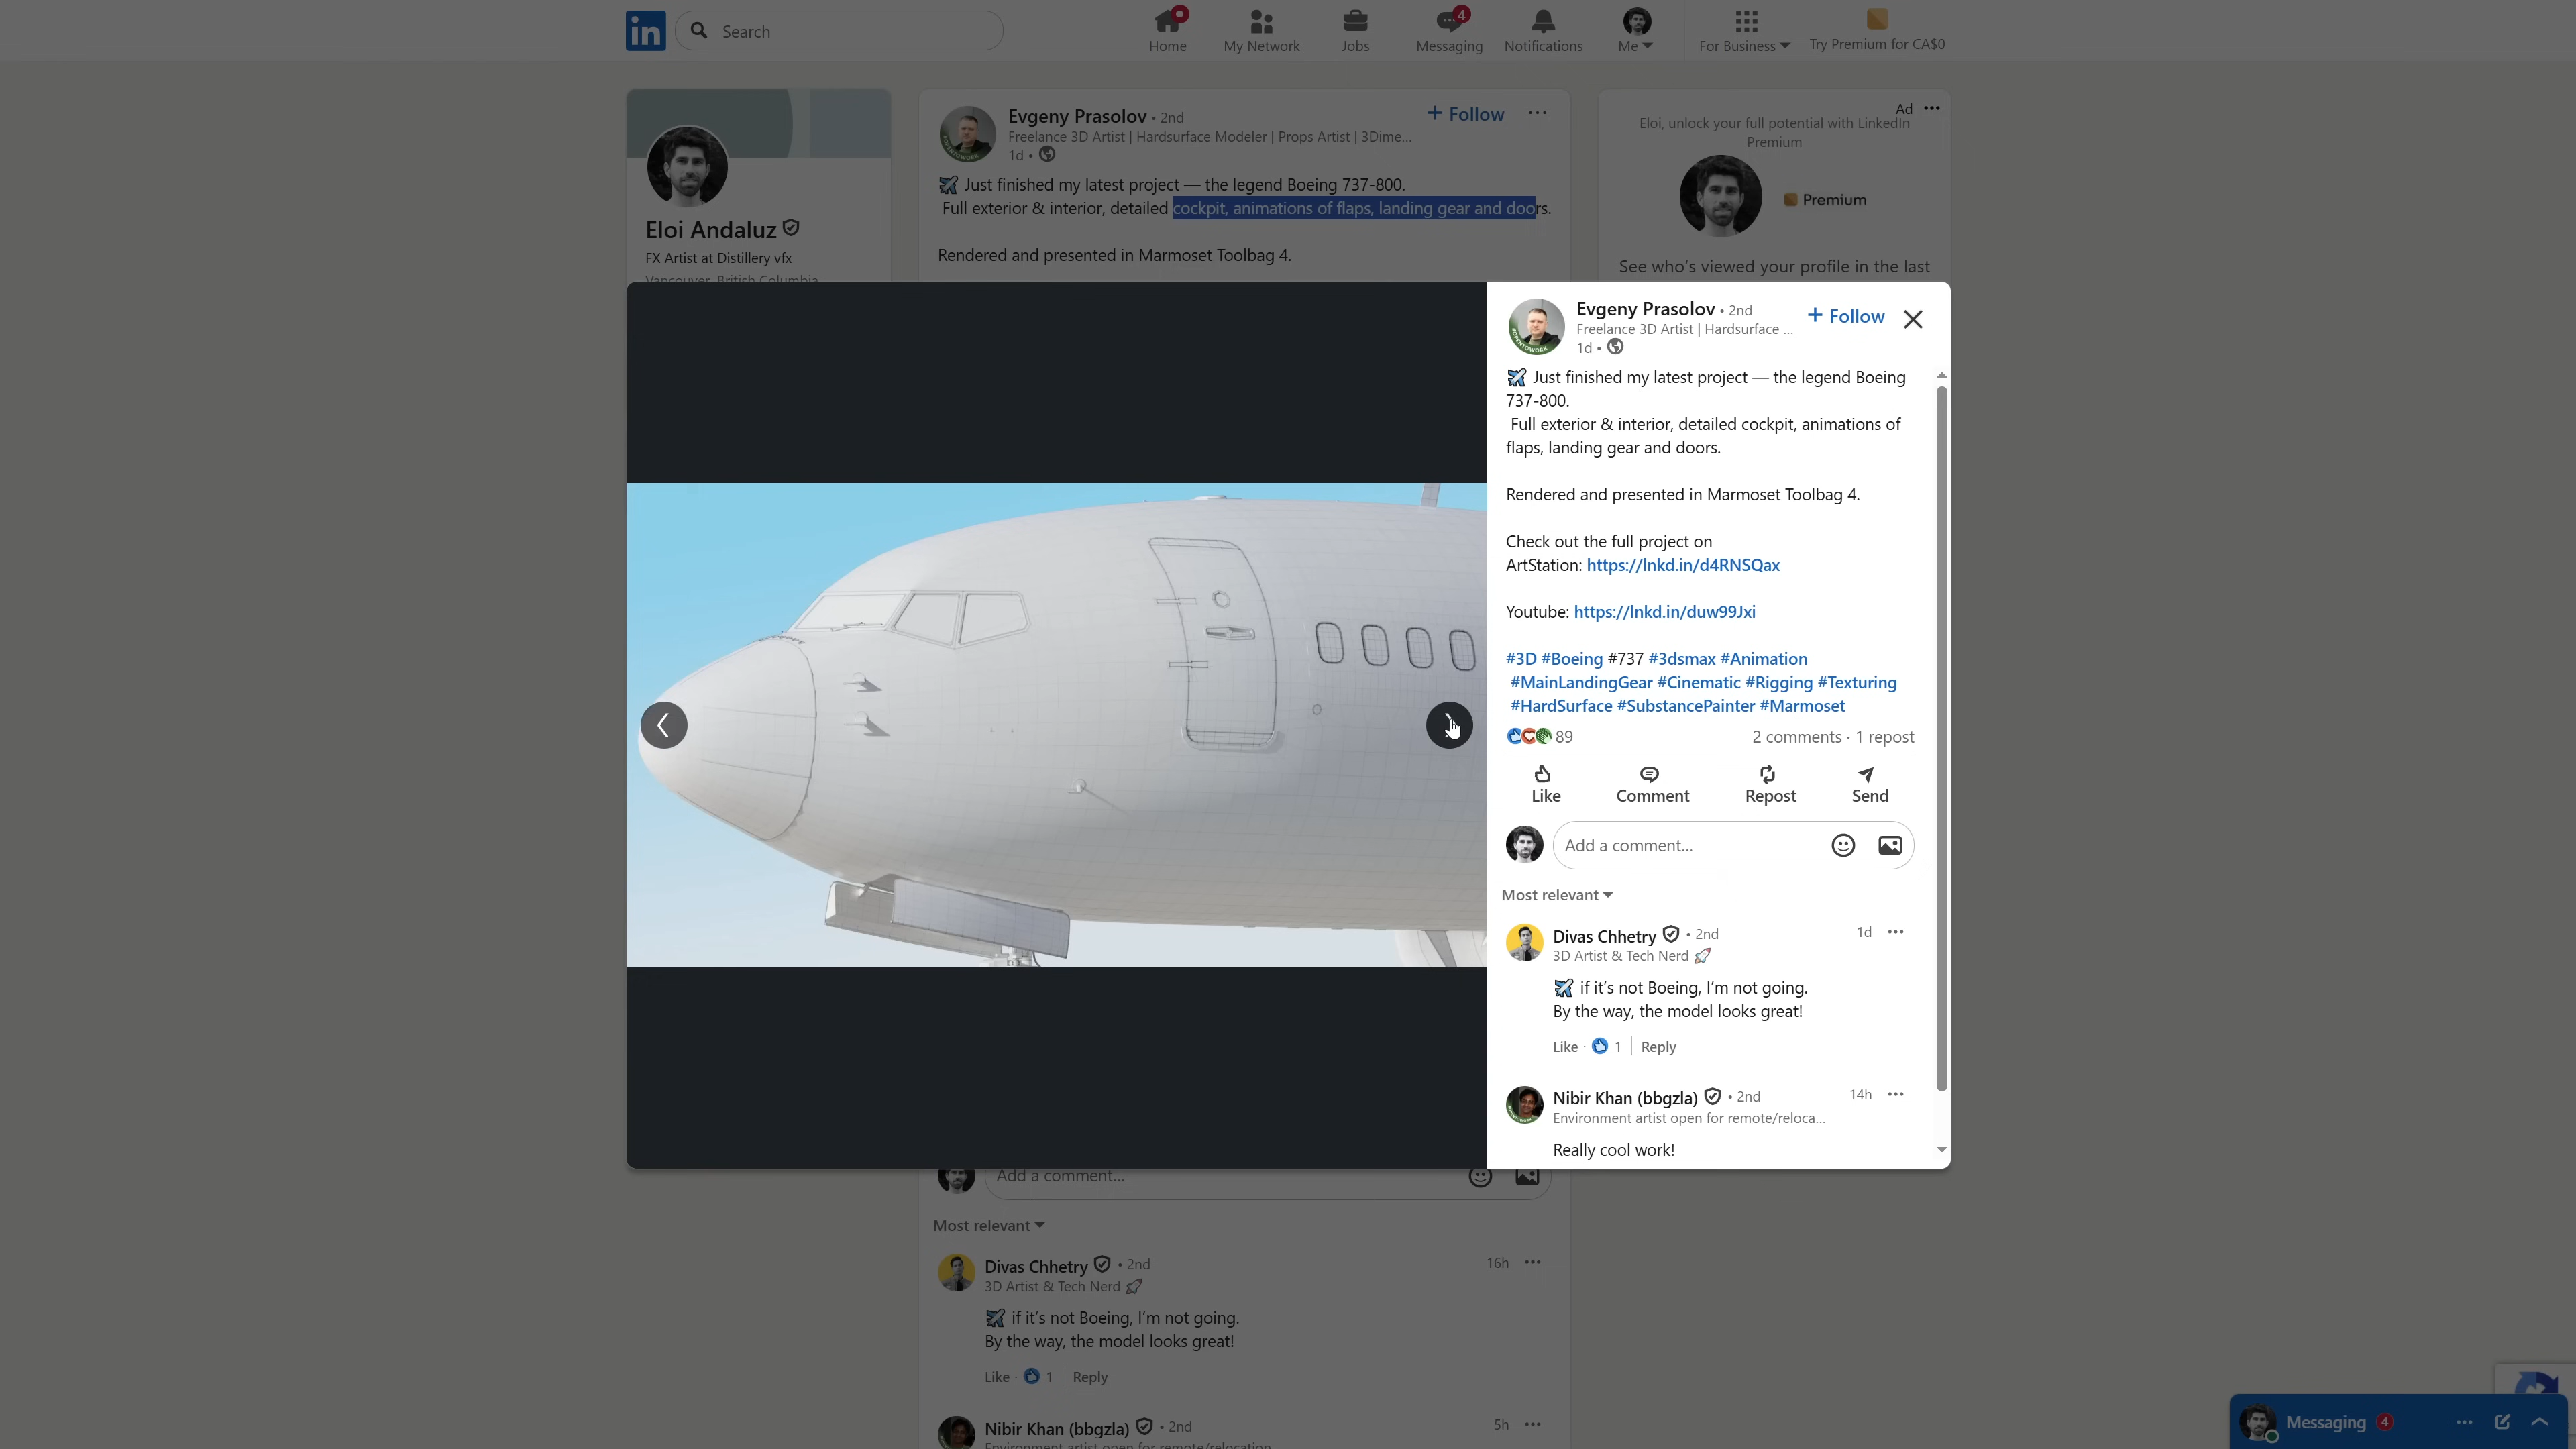 in
Search
Home
My Network
Jobs
4
Messaging
Notifications
Me
For Business
Try Premium for CA$0
Eloi Andaluz
FX Artist at Distillery vfx
Vancouver, British Columbia
Evgeny Prasolov • 2nd
+ Follow
Freelance 3D Artist | Hardsurface Modeler | Props Artist | 3Dime...
1d •
✈️ Just finished my latest project — the legend Boeing 737-800.
Full exterior & interior, detailed cockpit, animations of flaps, landing gear and doors.
Rendered and presented in Marmoset Toolbag 4.
Ad
Eloi, unlock your full potential with LinkedIn
Premium
Premium
See who's viewed your profile in the last
Evgeny Prasolov • 2nd
+ Follow
Freelance 3D Artist | Hardsurface ...
1d •
#OPENTOWORK
✈️ Just finished my latest project — the legend Boeing
737-800.
Full exterior & interior, detailed cockpit, animations of
flaps, landing gear and doors.
Rendered and presented in Marmoset Toolbag 4.
Check out the full project on
ArtStation: https://lnkd.in/d4RNSQax
Youtube: https://lnkd.in/duw99Jxi
#3D #Boeing #737 #3dsmax #Animation
#MainLandingGear #Cinematic #Rigging #Texturing
#HardSurface #SubstancePainter #Marmoset
89
2 comments · 1 repost
Like
Comment
Repost
Send
Add a comment...
Most relevant
Divas Chhetry • 2nd
1d
3D Artist & Tech Nerd 🚀
✈️ if it's not Boeing, I'm not going.
By the way, the model looks great!
Like · 1 | Reply
Nibir Khan (bbgzla) • 2nd
14h
Environment artist open for remote/reloca...
Really cool work!
Add a comment...
Most relevant
Divas Chhetry • 2nd
16h
3D Artist & Tech Nerd 🚀
✈️ if it's not Boeing, I'm not going.
By the way, the model looks great!
Like · 1 | Reply
Nibir Khan (bbgzla) • 2nd
5h
Environment artist open for remote/relocation
Messaging 4